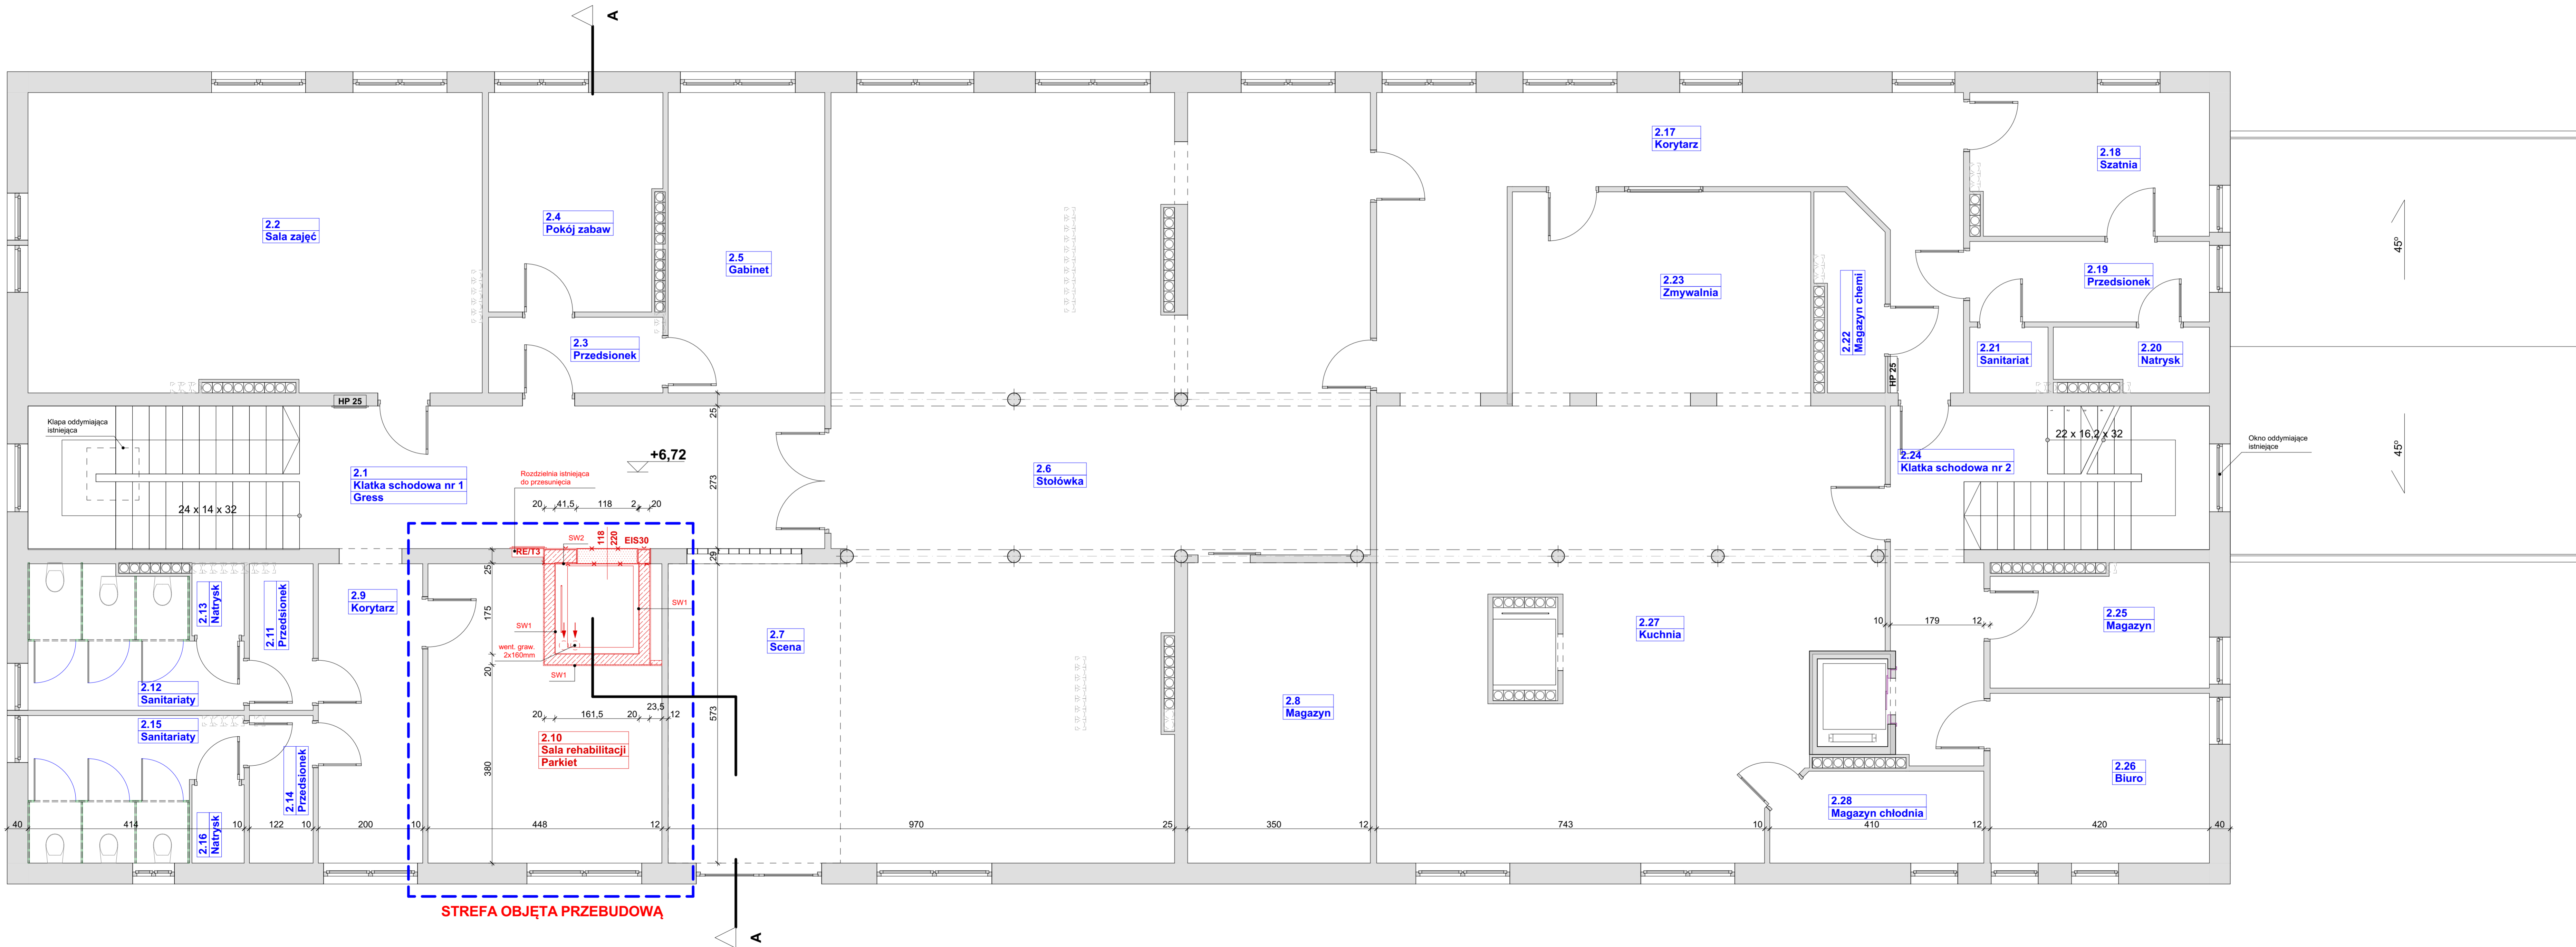 A
2.17
Korytarz
2.18
Szatnia
2.2
Sala zajęć
2.4
Pokój zabaw
2.5
Gabinet
45°
2.19
Przedsionek
2.23
Zmywalnia
2.22
Magazyn chemi
2.3
Przedsionek
2.21
Sanitariat
2.20
Natrysk
HP 25
HP 25
25
Klapa oddymiająca
istniejąca
22 x 16,2 x 32
Okno oddymiające
istniejące
45°
+6,72
2.24
Klatka schodowa nr 2
2.1
Klatka schodowa nr 1
Gress
Rozdzielnia istniejąca
do przesunięcia
2.6
Stołówka
273
24 x 14 x 32
20
41,5
118
2
20
SW2
118
220
EIS30
RE/T3
29
25
2.13
Natrysk
2.11
Przedsionek
2.9
Korytarz
175
SW1
SW1
went. graw.
2x160mm
SW1
20
2.7
Scena
2.27
Kuchnia
10
179
12
2.25
Magazyn
2.12
Sanitariaty
2.8
Magazyn
2.15
Sanitariaty
20
161,5
20
23,5
12
573
2.10
Sala rehabilitacji
Parkiet
380
2.14
Przedsionek
2.26
Biuro
2.28
Magazyn chłodnia
2.16
Natrysk
40
414
10
122
10
200
10
448
12
970
25
350
12
743
10
410
12
420
40
STREFA OBJĘTA PRZEBUDOWĄ
A